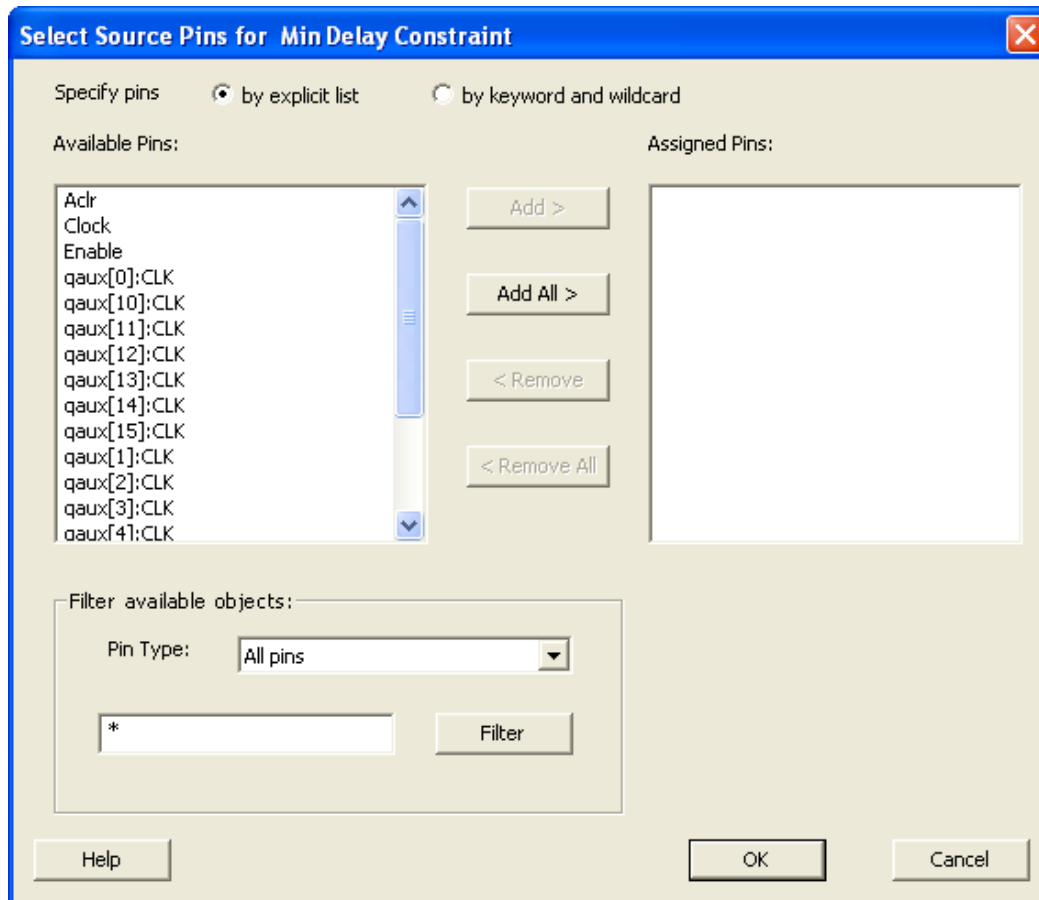 Select Source Pins for Min Delay Constraint
Specify pins by explicit list by keyword and wildcard
Available Pins: Assigned Pins:
Aclr
Clock
Enable
qaux[0]:CLK
qaux[10]:CLK
qaux[11]:CLK
qaux[12]:CLK
qaux[13]:CLK
qaux[14]:CLK
qaux[15]:CLK
qaux[1]:CLK
qaux[2]:CLK
qaux[3]:CLK
qaux[4]:CLK
Add >
Add All >
< Remove
< Remove All
Filter available objects:
Pin Type: All pins
* Filter
Help OK Cancel